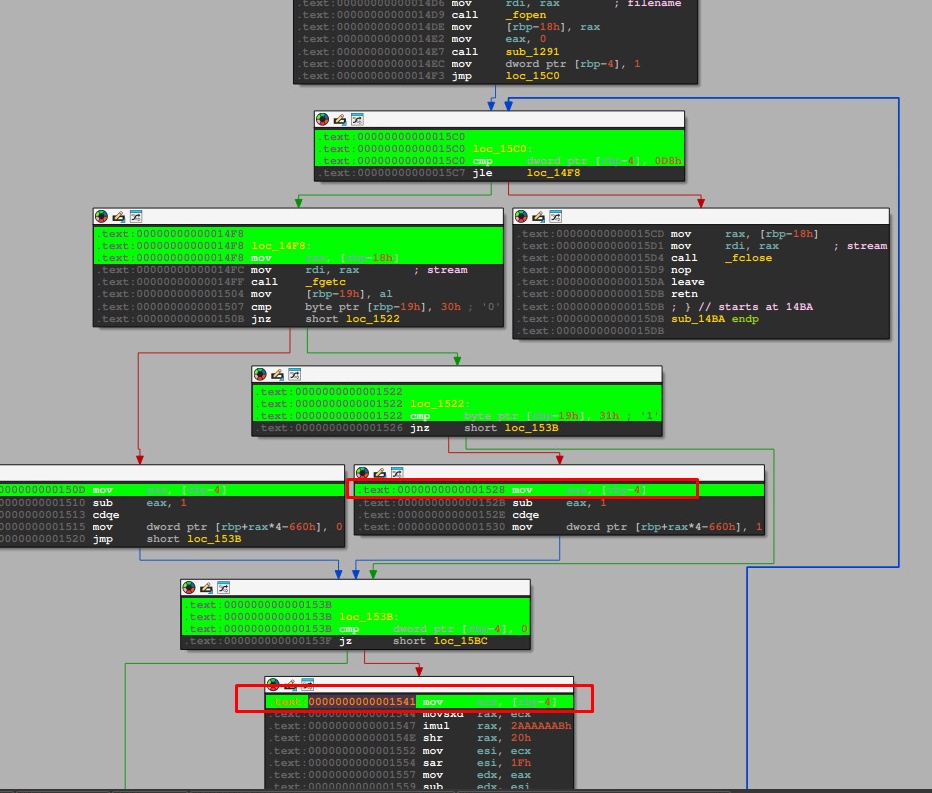 .text:00000000000014D6 mov rdi, rax ; filename
.text:00000000000014D9 call _fopen
.text:00000000000014DE mov [rbp-18h], rax
.text:00000000000014E2 mov eax, 0
.text:00000000000014E7 call sub_1291
.text:00000000000014EC mov dword ptr [rbp-4], 1
.text:00000000000014F3 jmp loc_15C0
.text:00000000000015C0
.text:00000000000015C0 loc_15C0:
.text:00000000000015C0 cmp dword ptr [rbp-4], 0D8h
.text:00000000000015C7 jle loc_14F8
.text:00000000000014F8
.text:00000000000014F8 loc_14F8:
.text:00000000000014F8 mov rax, [rbp-18h]
.text:00000000000014FC mov rdi, rax ; stream
.text:00000000000014FF call _fgetc
.text:0000000000001504 mov [rbp-19h], al
.text:0000000000001507 cmp byte ptr [rbp-19h], 30h ; '0'
.text:000000000000150B jnz short loc_1522
.text:00000000000015CD mov rax, [rbp-18h]
.text:00000000000015D1 mov rdi, rax ; stream
.text:00000000000015D4 call _fclose
.text:00000000000015D9 nop
.text:00000000000015DA leave
.text:00000000000015DB retn
.text:00000000000015DB ; } // starts at 14BA
.text:00000000000015DB sub_14BA endp
.text:00000000000015DB
.text:0000000000001522
.text:0000000000001522 loc_1522:
.text:0000000000001522 cmp byte ptr [rbp-19h], 31h ; '1'
.text:0000000000001526 jnz short loc_153B
00000000000150D mov eax, [rbp-4]
000000000001510 sub eax, 1
000000000001513 cdqe
000000000001515 mov dword ptr [rbp+rax*4-660h], 0
000000000001520 jmp short loc_153B
.text:0000000000001528 mov eax, [rbp-4]
.text:000000000000152B sub eax, 1
.text:000000000000152E cdqe
.text:0000000000001530 mov dword ptr [rbp+rax*4-660h], 1
.text:000000000000153B
.text:000000000000153B loc_153B:
.text:000000000000153B cmp dword ptr [rbp-4], 0
.text:000000000000153F jz short loc_15BC
.text:0000000000001541 mov ecx, [rbp-4]
.text:0000000000001544 movsxd rax, ecx
.text:0000000000001547 imul rax, 2AAAAAABh
.text:000000000000154E shr rax, 20h
.text:0000000000001552 mov esi, ecx
.text:0000000000001554 sar esi, 1Fh
.text:0000000000001557 mov edx, eax
.text:0000000000001559 sub edx, esi